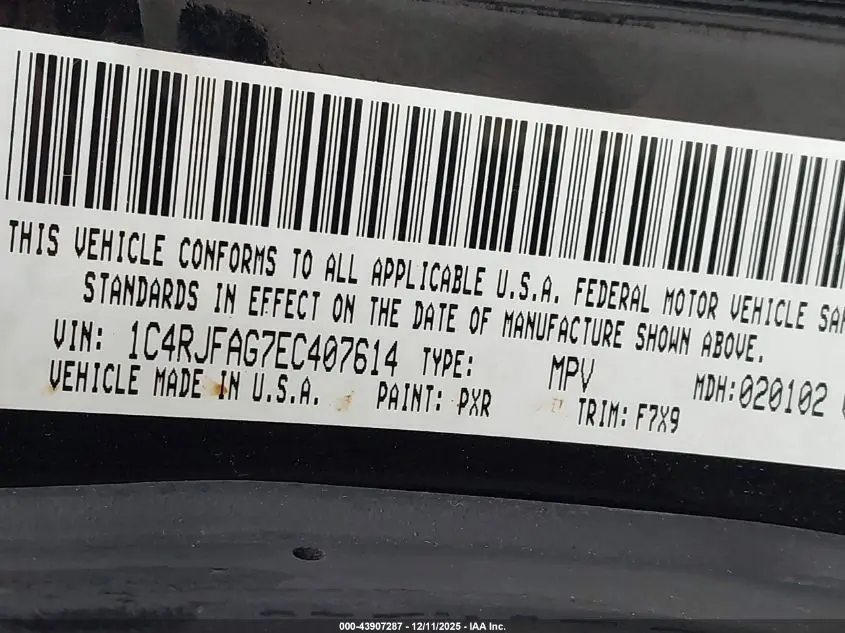 THIS VEHICLE CONFORMS TO ALL APPLICABLE U.S.A. FEDERAL MOTOR VEHICLE
STANDARDS IN EFFECT ON THE DATE OF MANUFACTURE SHOWN ABOVE.
VIN: 1C4RJFAG7EC407614 TYPE: MPV MDH:020102
VEHICLE MADE IN U.S.A. PAINT: PXR TRIM: F7X9
000-43907287 - 12/11/2025 - IAA Inc.